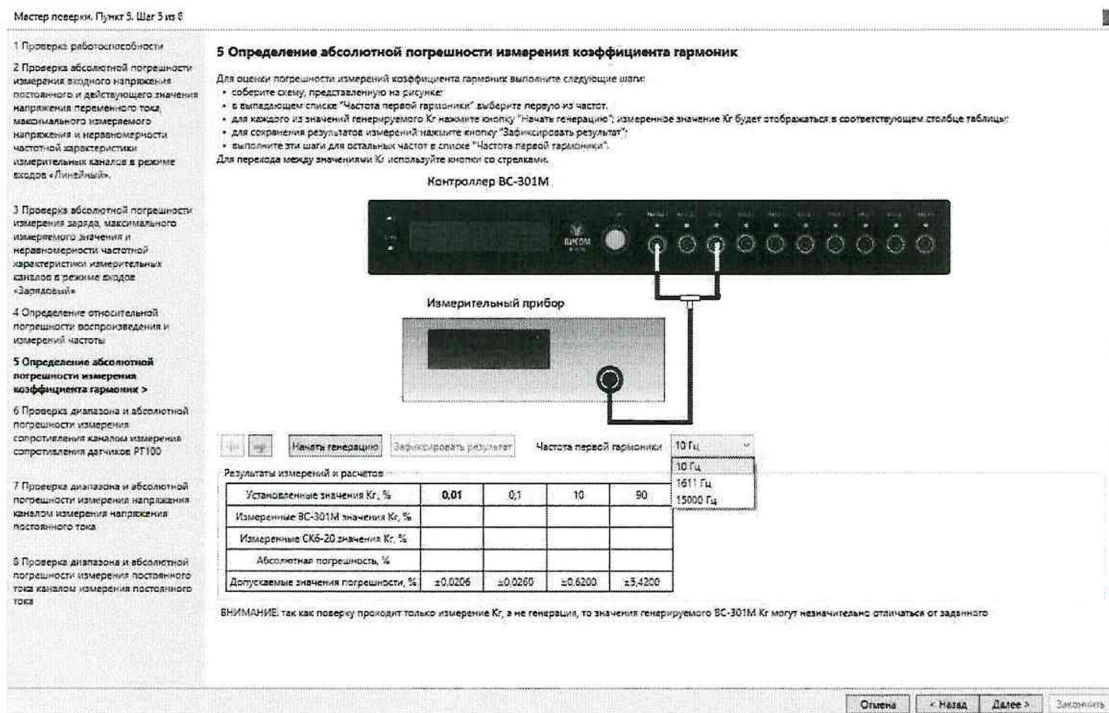 Мастер поверки. Пункт 5. Шаг 5 из 8
1 Проверка работоспособности
2 Проверка абсолютной погрешности
измерения входного напряжения
постоянного и действующего значения
напряжения переменного тока,
максимального измеряемого
напряжения и неравномерности
частотной характеристики
измерительных каналов в режиме
входов «Линейный».
3 Проверка абсолютной погрешности
измерения заряда, максимального
измеряемого значения и
неравномерности частотной
характеристики измерительных
каналов в режиме входов
«Зарядовый»
4 Определение относительной
погрешности воспроизведения и
измерений частоты
5 Определение абсолютной
погрешности измерения
коэффициента гармоник >
6 Проверка диапазона и абсолютной
погрешности измерения
сопротивления каналом измерения
сопротивления датчиков РТ100
7 Проверка диапазона и абсолютной
погрешности измерения напряжения
каналом измерения напряжения
постоянного тока
8 Проверка диапазона и абсолютной
погрешности измерения постоянного
тока каналом измерения постоянного
тока
5 Определение абсолютной погрешности измерения коэффициента гармоник
Для оценки погрешности измерений коэффициента гармоник выполните следующие шаги:
• соберите схему, представленную на рисунке;
• в выпадающем списке "Частота первой гармоники" выберите первую из частот.
• для каждого из значений генерируемого Кг нажмите кнопку "Начать генерацию"; измеренное значение Кг будет отображаться в соответствующем столбце таблицы;
• для сохранения результатов измерений нажмите кнопку "Зафиксировать результат";
• выполните эти шаги для остальных частот в списке "Частота первой гармоники".
Для перехода между значениями Кг используйте кнопки со стрелками.
Контроллер ВС-301М
ВИСОМ
Измерительный прибор
Начать генерацию Зафиксировать результат Частота первой гармоники 10 Гц
10 Гц
1611 Гц
15000 Гц
Результаты измерений и расчетов
Установленные значения Кг, % 0,01 0,1 10 90
Измеренные ВС-301М значения Кг, %
Измеренные СК6-20 значения Кг, %
Абсолютная погрешность, %
Допускаемые значения погрешности, % ±0,0206 ±0,0260 ±0,6200 ±5,4200
ВНИМАНИЕ: так как поверку проходит только измерение Кг, а не генерация, то значения генерируемого ВС-301М Кг могут незначительно отличаться от заданного
Отмена < Назад Далее > Закончить